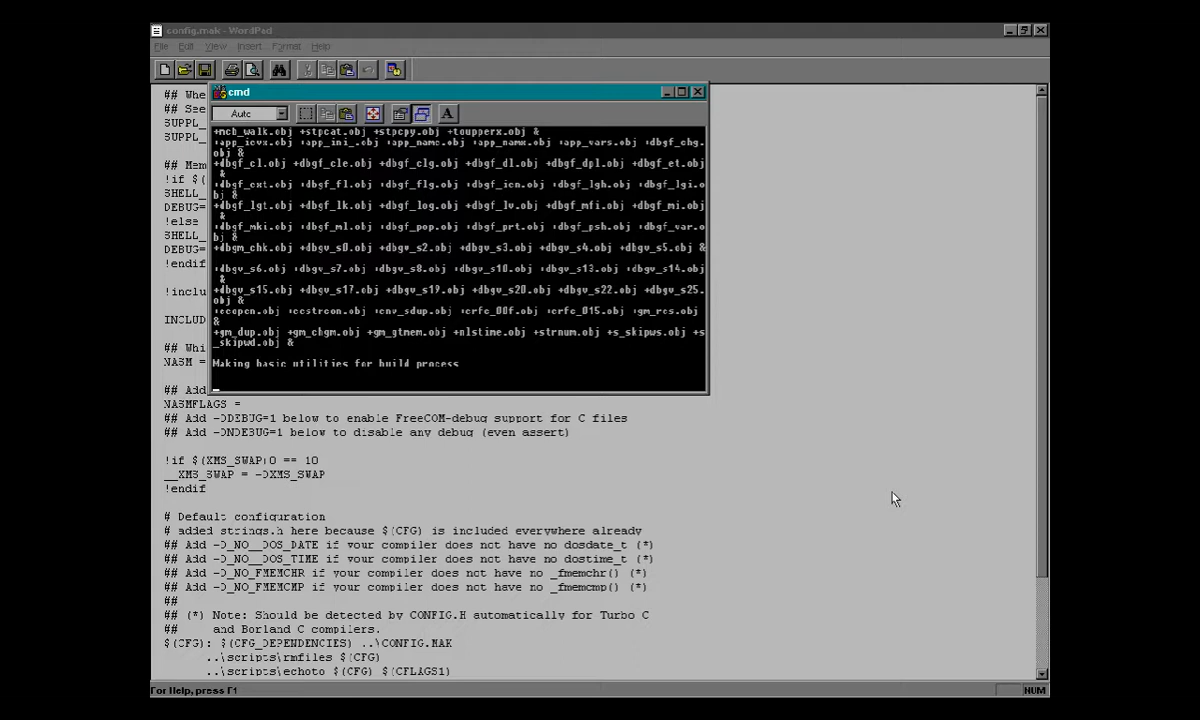 config.mak - WordPad
File Edit View Insert Format Help
cmd
Auto
A
+mcb_walk.obj +stpcat.obj +stpcpy.obj +toupperx.obj &
+app_icvx.obj +app_ini_.obj +app_name.obj +app_namx.obj +app_vars.obj +dbgf_chg.
obj &
+dbgf_cl.obj +dbgf_cle.obj +dbgf_clg.obj +dbgf_dl.obj +dbgf_dpl.obj +dbgf_et.obj
&
+dbgf_ext.obj +dbgf_fl.obj +dbgf_flg.obj +dbgf_icn.obj +dbgf_lgh.obj +dbgf_lgi.o
bj &
+dbgf_lgt.obj +dbgf_lk.obj +dbgf_log.obj +dbgf_lv.obj +dbgf_mfi.obj +dbgf_mi.obj
&
+dbgf_mki.obj +dbgf_ml.obj +dbgf_pop.obj +dbgf_prt.obj +dbgf_psh.obj +dbgf_var.o
bj &
+dbgm_chk.obj +dbgv_s0.obj +dbgv_s2.obj +dbgv_s3.obj +dbgv_s4.obj +dbgv_s5.obj &
+dbgv_s6.obj +dbgv_s7.obj +dbgv_s8.obj +dbgv_s10.obj +dbgv_s13.obj +dbgv_s14.obj
&
+dbgv_s15.obj +dbgv_s17.obj +dbgv_s19.obj +dbgv_s20.obj +dbgv_s22.obj +dbgv_s25.
obj &
+eeopen.obj +eestrcon.obj +env_sdup.obj +erfc_00f.obj +erfc_015.obj +gm_res.obj
&
+gm_dup.obj +gm_chgm.obj +gm_gtmem.obj +nlstime.obj +strnum.obj +s_skipws.obj +s
_skipwd.obj &
Making basic utilities for build process
## Whe
## See
SUPPL_
SUPPL_
## Mem
!if $(
SHELL_
DEBUG=
!else
SHELL_
DEBUG=
!endif
!inclu
INCLUD
## Whi
NASM =
## Add
NASMFLAGS =
## Add -DDEBUG=1 below to enable FreeCOM-debug support for C files
## Add -DNDEBUG=1 below to disable any debug (even assert)
!if $(XMS_SWAP)0 == 10
__XMS_SWAP = -DXMS_SWAP
!endif
# Default configuration
# added strings.h here because $(CFG) is included everywhere already
## Add -D_NO__DOS_DATE if your compiler does not have no dosdate_t (*)
## Add -D_NO__DOS_TIME if your compiler does not have no dostime_t (*)
## Add -D_NO_FMEMCHR if your compiler does not have no _fmemchr() (*)
## Add -D_NO_FMEMCMP if your compiler does not have no _fmemcmp() (*)
##
## (*) Note: Should be detected by CONFIG.H automatically for Turbo C
## and Borland C compilers.
$(CFG): $(CFG_DEPENDENCIES) ..\CONFIG.MAK
..\scripts\rmfiles $(CFG)
..\scripts\echoto $(CFG) $(CFLAGS1)
For Help, press F1
NUM